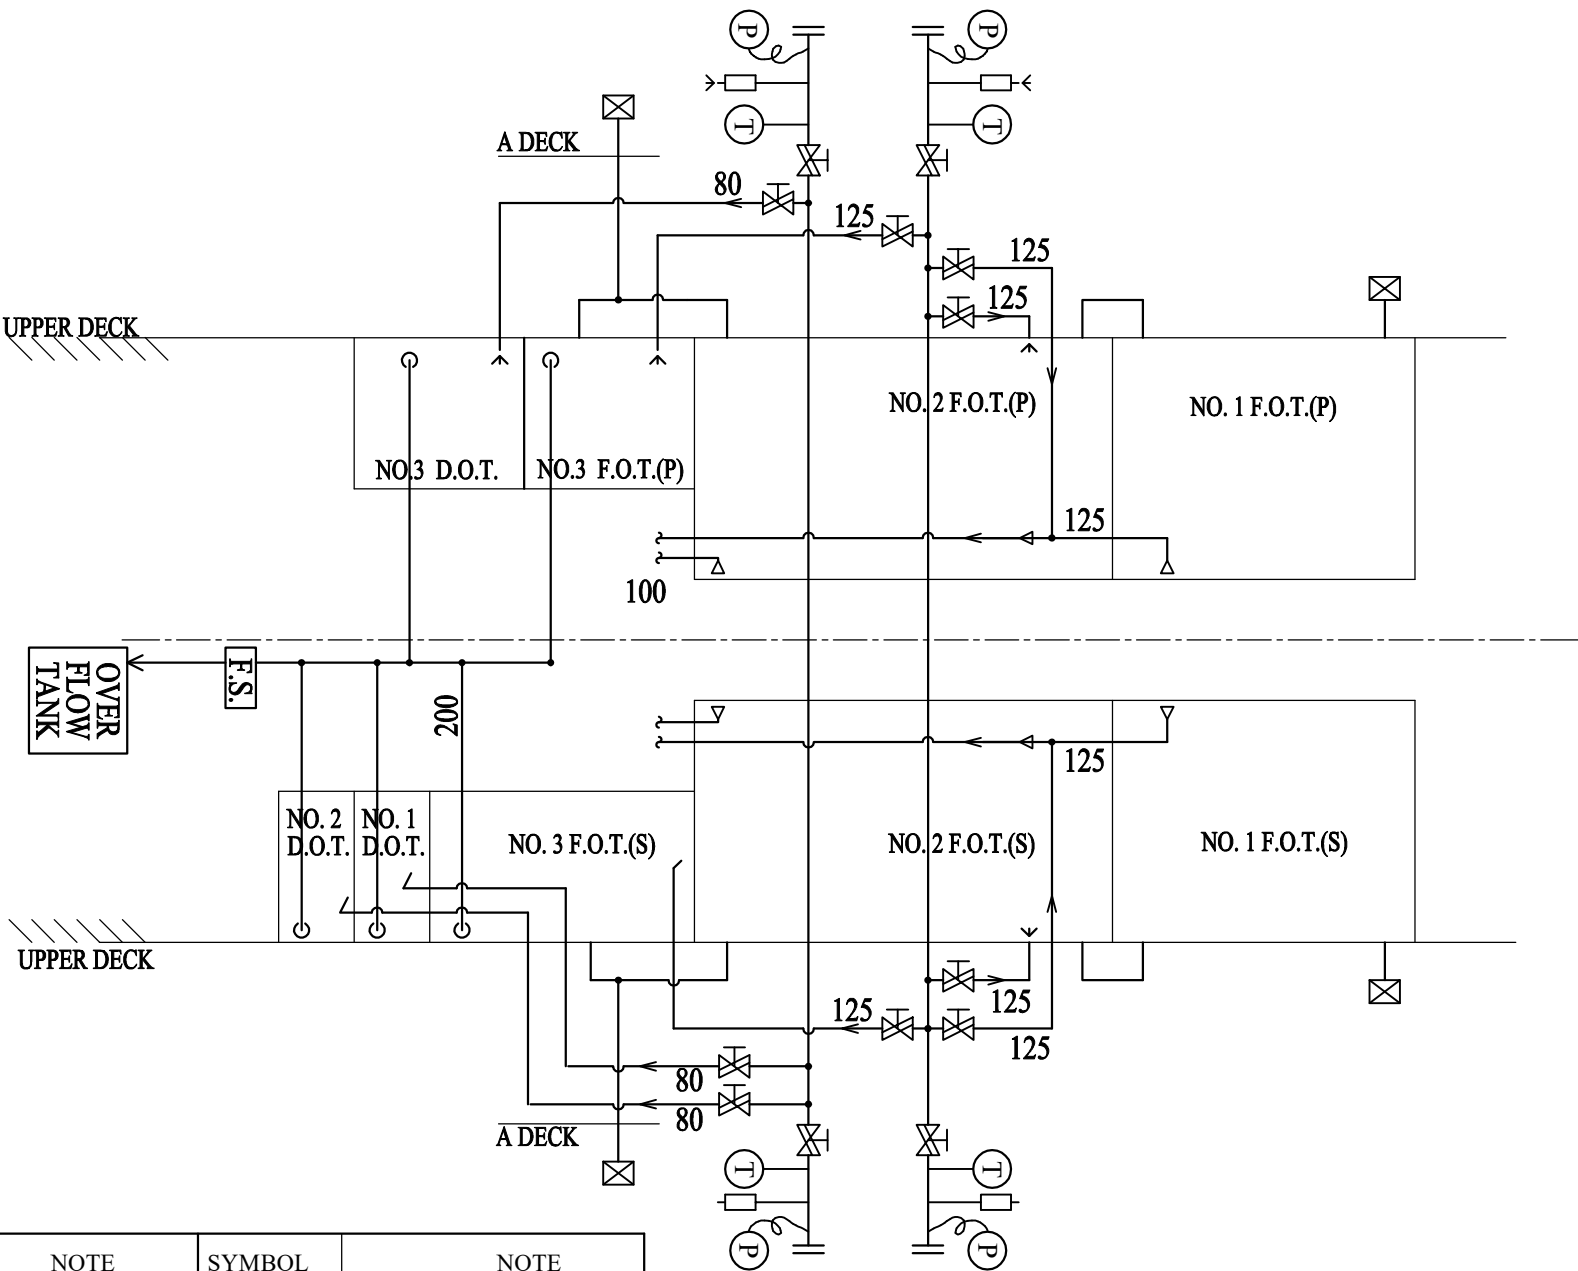 P
P
T
T
A DECK
80
125
125
125
UPPER DECK
NO. 2 F.O.T.(P)
NO. 1 F.O.T.(P)
NO.3 D.O.T.
NO.3 F.O.T.(P)
125
100
OVER
FLOW
TANK
F.S.
200
125
NO. 2
D.O.T.
NO. 1
D.O.T.
NO. 3 F.O.T.(S)
NO. 2 F.O.T.(S)
NO. 1 F.O.T.(S)
UPPER DECK
125
125
125
80
80
A DECK
T
T
P
P
NOTE
SYMBOL
NOTE